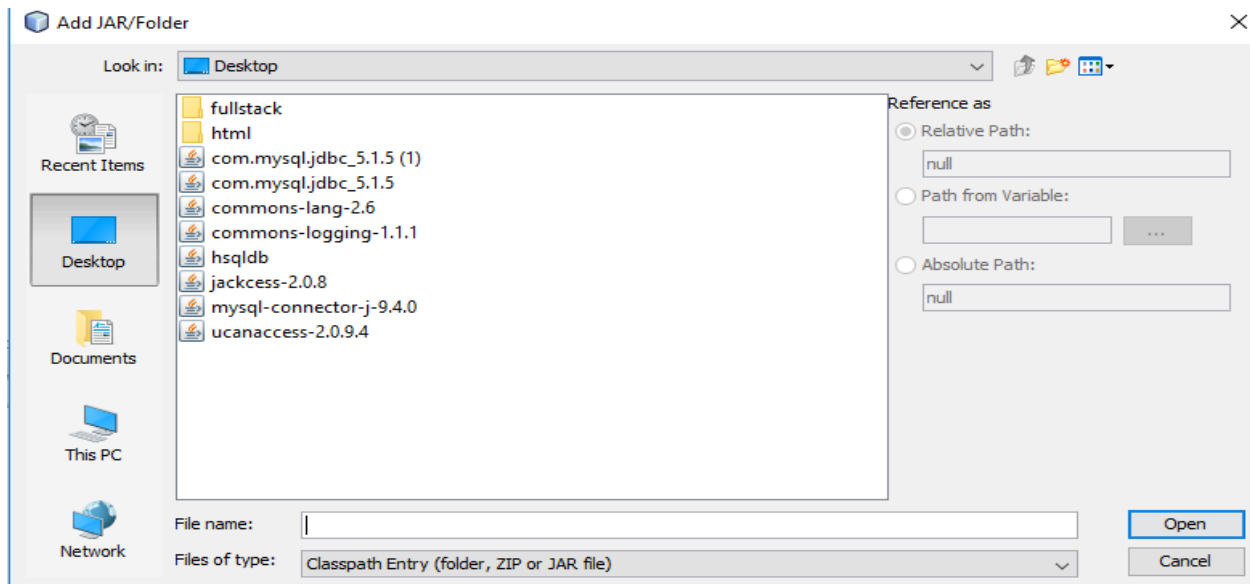 Add JAR/Folder
Look in:
Desktop
Recent Items
Desktop
Documents
This PC
Network
fullstack
html
com.mysql.jdbc_5.1.5 (1)
com.mysql.jdbc_5.1.5
commons-lang-2.6
commons-logging-1.1.1
hsqldb
jackcess-2.0.8
mysql-connector-j-9.4.0
ucanaccess-2.0.9.4
Reference as
Relative Path:
null
Path from Variable:
...
Absolute Path:
null
File name:
Open
Files of type:
Classpath Entry (folder, ZIP or JAR file)
Cancel